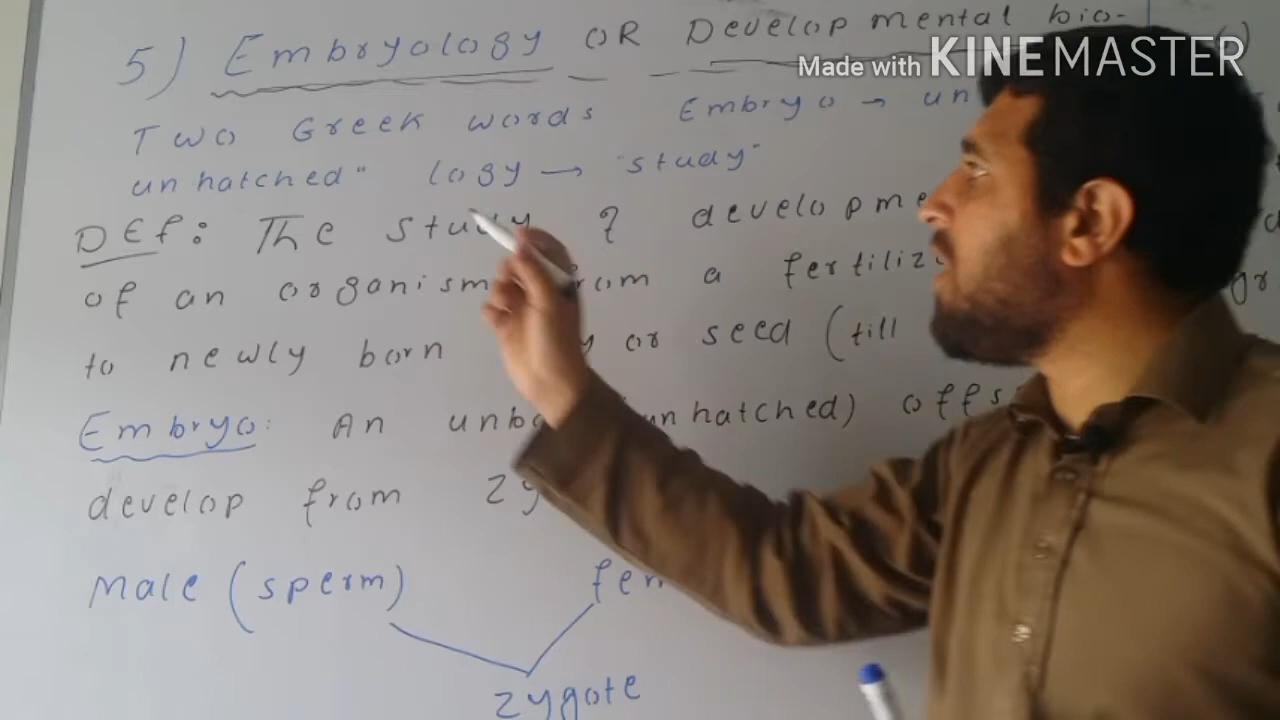 5) Embryology OR Developmental bio-
Made with KINEMASTER
Two Greek words Embryo → un
unhatched" logy → "study"
DEf: The study of developme
of an organism from a fertiliz
to newly born or seed (till
Embryo: An unhatched) offs
develop from zy
Male (sperm) fem
zygote